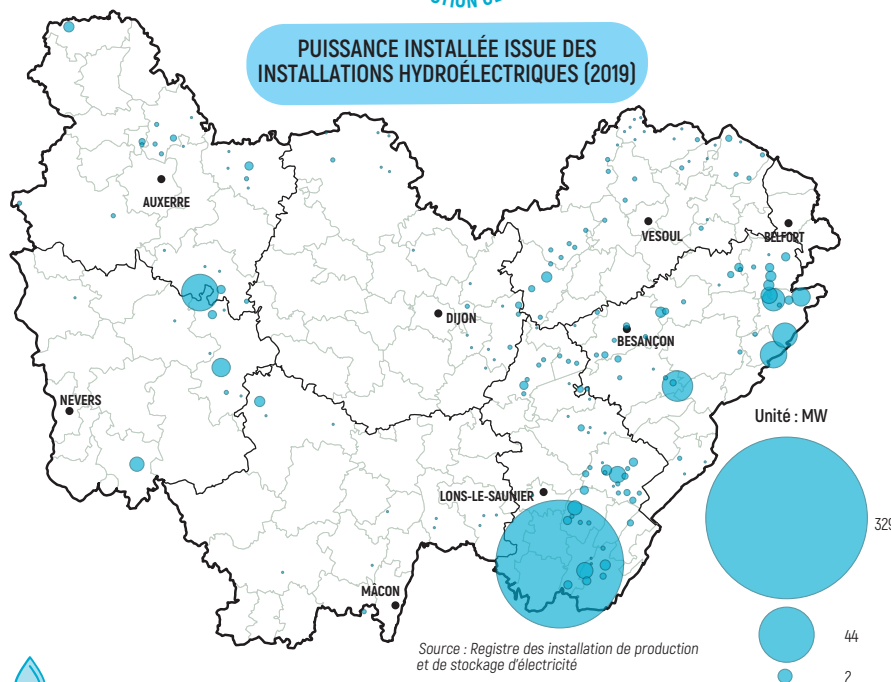 PUISSANCE INSTALLÉE ISSUE DES
INSTALLATIONS HYDROÉLECTRIQUES (2019)
AUXERRE
VESOUL
BELFORT
DIJON
BESANÇON
NEVERS
Unité : MW
LONS-LE-SAUNIER
329
MÂCON
44
Source : Registre des installation de production
et de stockage d'électricité
2